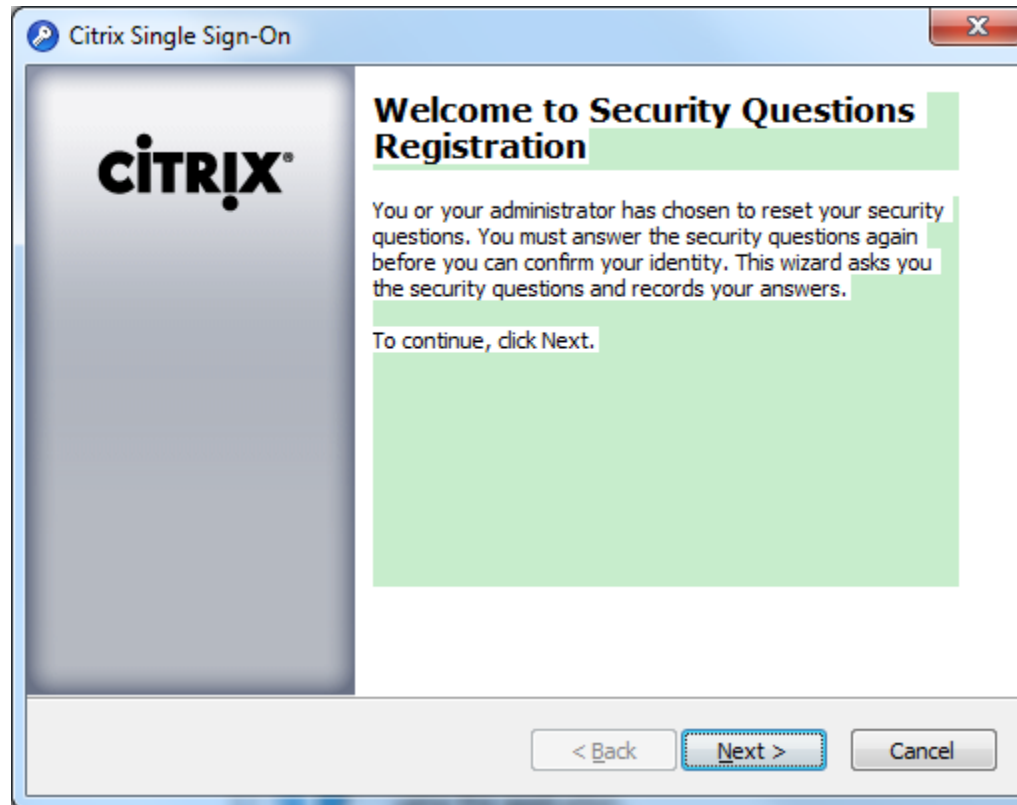 Citrix Single Sign-On
CİTRỊX®
Welcome to Security Questions
Registration
You or your administrator has chosen to reset your security
questions. You must answer the security questions again
before you can confirm your identity. This wizard asks you
the security questions and records your answers.
To continue, click Next.
< Back Next > Cancel